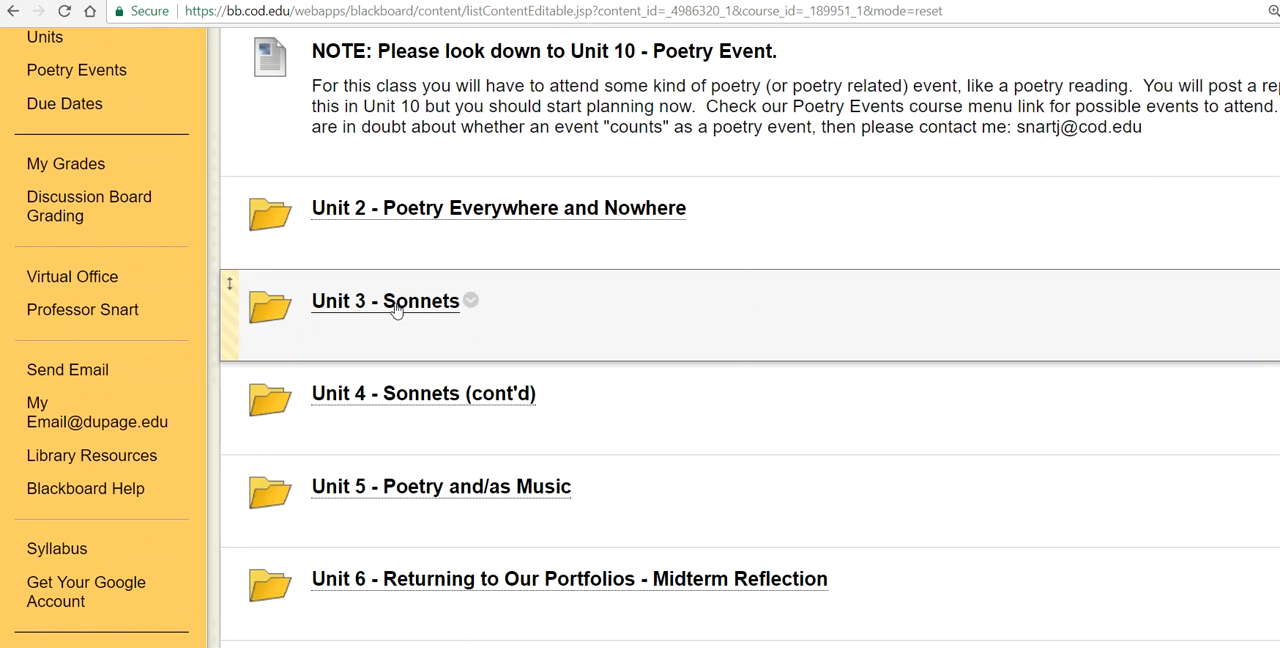 Secure
https://bb.cod.edu/webapps/blackboard/content/listContentEditable.jsp?content_id=_4986320_1&course_id=_189951_1&mode=reset
Units
Poetry Events
Due Dates
My Grades
Discussion Board
Grading
Virtual Office
Professor Snart
Send Email
My
Email@dupage.edu
Library Resources
Blackboard Help
Syllabus
Get Your Google
Account
NOTE: Please look down to Unit 10 - Poetry Event.
For this class you will have to attend some kind of poetry (or poetry related) event, like a poetry reading.  You will post a re
this in Unit 10 but you should start planning now.  Check our Poetry Events course menu link for possible events to attend.
are in doubt about whether an event "counts" as a poetry event, then please contact me: snartj@cod.edu
Unit 2 - Poetry Everywhere and Nowhere
Unit 3 - Sonnets
Unit 4 - Sonnets (cont'd)
Unit 5 - Poetry and/as Music
Unit 6 - Returning to Our Portfolios - Midterm Reflection